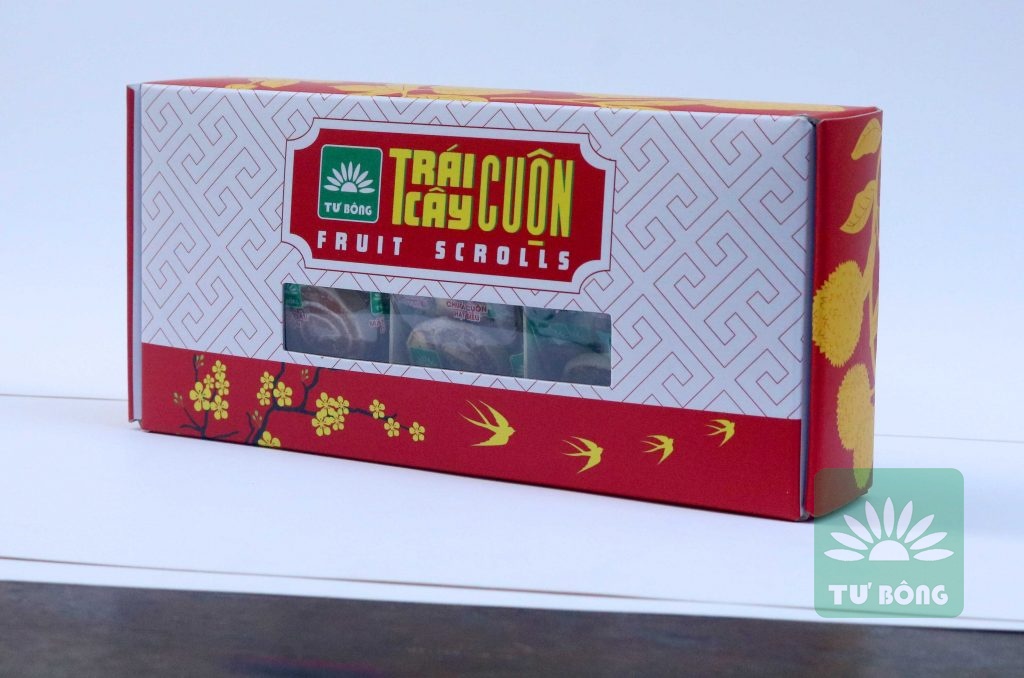 TRÁI CÂY CUỘN
TƯ BÔNG
FRUIT SCROLLS
TƯ BÔNG